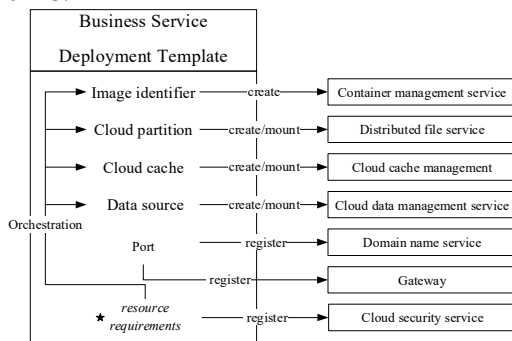 Business Service
Deployment Template
Image identifier
create
Container management service
Cloud partition
create/mount
Distributed file service
Cloud cache
create/mount
Cloud cache management
Data source
create/mount
Cloud data management service
Orchestration
Port
register
Domain name service
register
Gateway
★ resource
requirements
register
Cloud security service